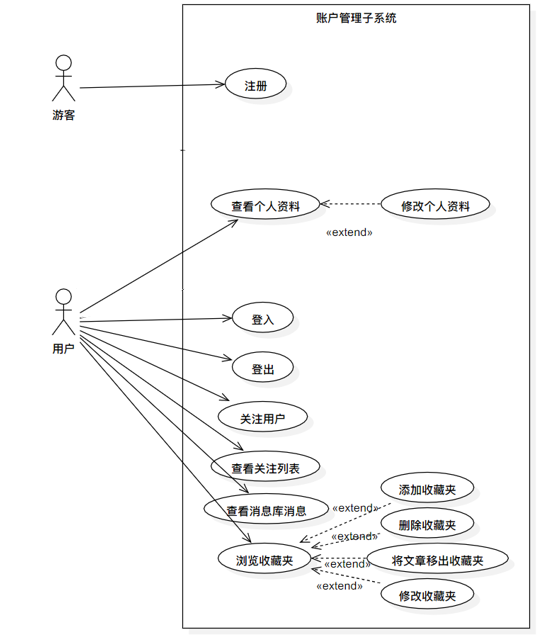 账户管理子系统
注册
游客
查看个人资料
修改个人资料
«extend»
登入
用户
登出
关注用户
查看关注列表
添加收藏夹
查看消息库消息
«extend»
删除收藏夹
«extend»
浏览收藏夹
将文章移出收藏夹
«extend»
«extend»
修改收藏夹